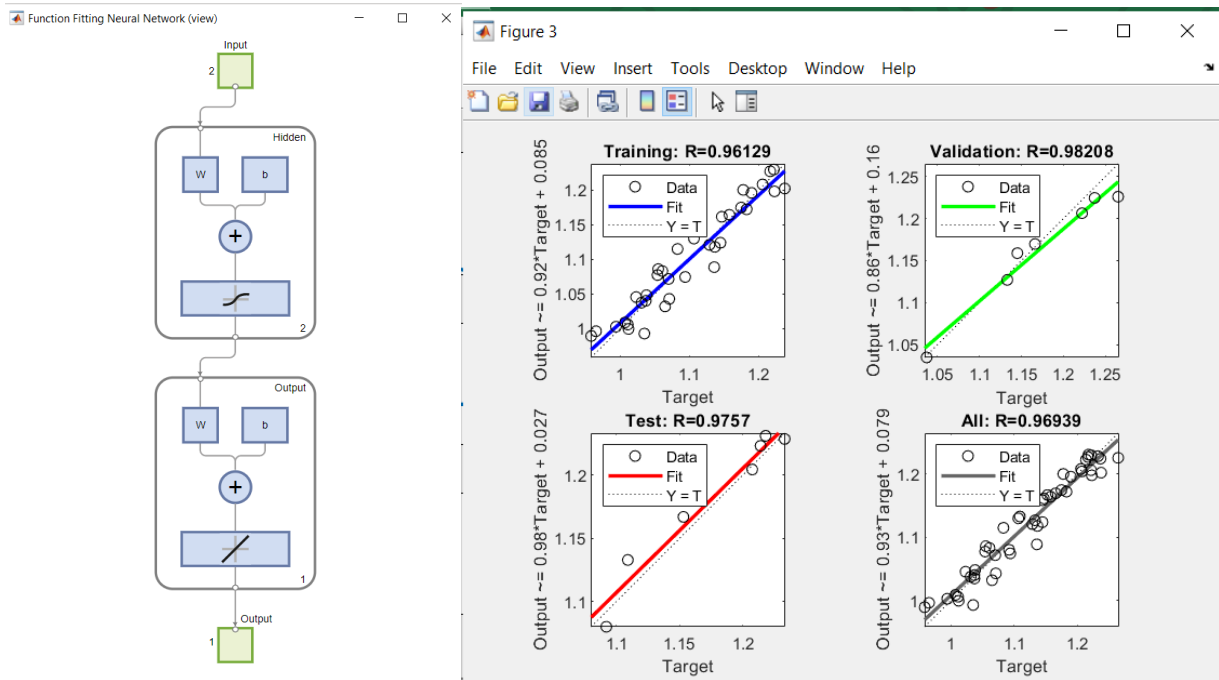 Function Fitting Neural Network (view)
Input
2
Hidden
W
b
+
2
Output
W
b
+
1
Output
1
Figure 3
File Edit View Insert Tools Desktop Window Help
Training: R=0.96129
Output ~= 0.92*Target + 0.085
Data
Fit
Y = T
1.2
1.15
1.1
1.05
1
1 1.1 1.2
Target
Validation: R=0.98208
Output ~= 0.86*Target + 0.16
Data
Fit
Y = T
1.25
1.2
1.15
1.1
1.05
1.05 1.1 1.15 1.2 1.25
Target
Test: R=0.9757
Output ~= 0.98*Target + 0.027
Data
Fit
Y = T
1.2
1.15
1.1
1.1 1.15 1.2
Target
All: R=0.96939
Output ~= 0.93*Target + 0.079
Data
Fit
Y = T
1.2
1.1
1
1 1.1 1.2
Target